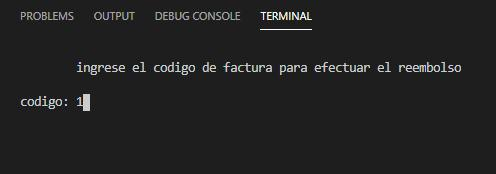 PROBLEMS OUTPUT DEBUG CONSOLE TERMINAL
ingrese el codigo de factura para efectuar el reembolso
codigo: 1